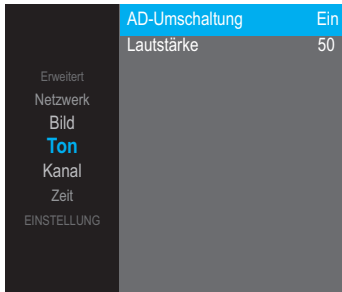 AD-Umschaltung Ein
Lautstärke 50
Erweitert
Netzwerk
Bild
Ton
Kanal
Zeit
EINSTELLUNG